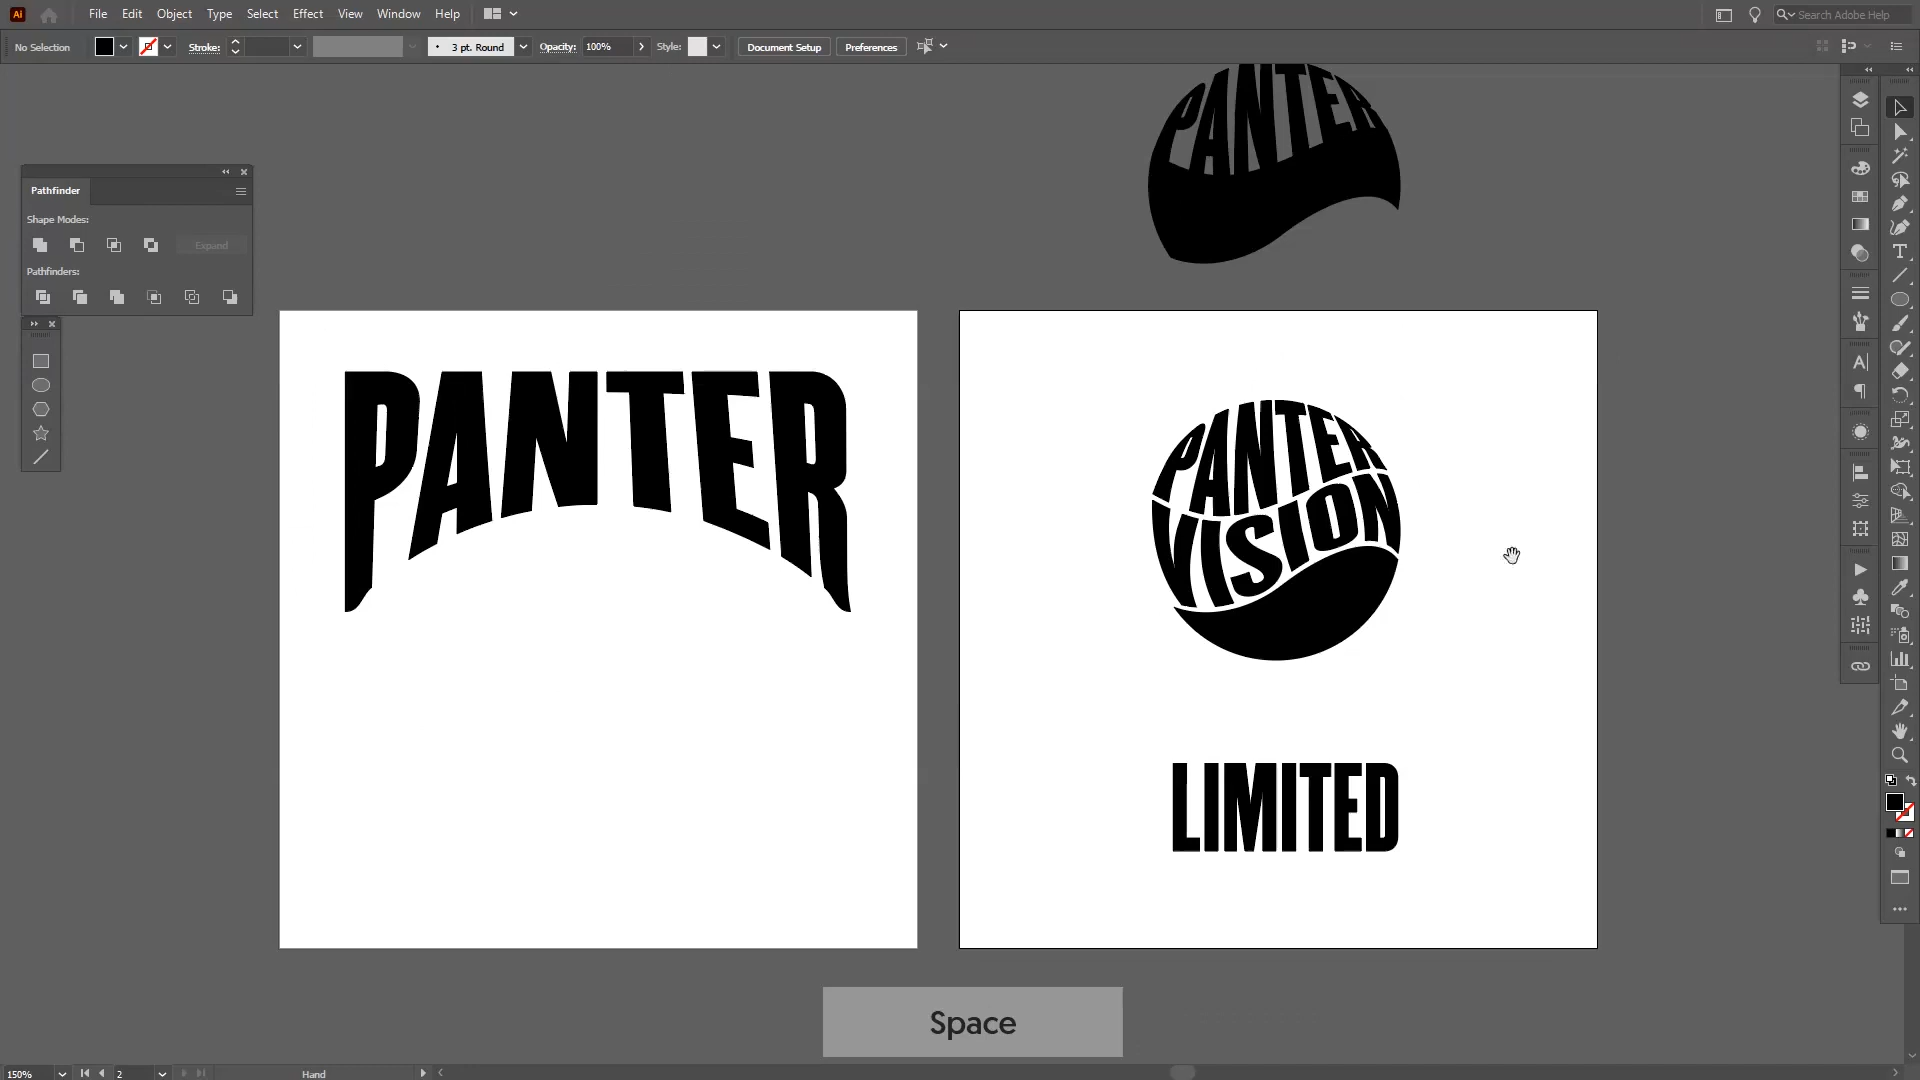 Ai File Edit Object Type Select Effect View Window Help Search Adobe Help
No Selection Stroke: 3 pt. Round Opacity: 100% Style: Document Setup Preferences
PANTER
Pathfinder
Shape Modes:
Expand
Pathfinders:
PANTER
PANTER
VISION
LIMITED
Space
150% 2 Hand